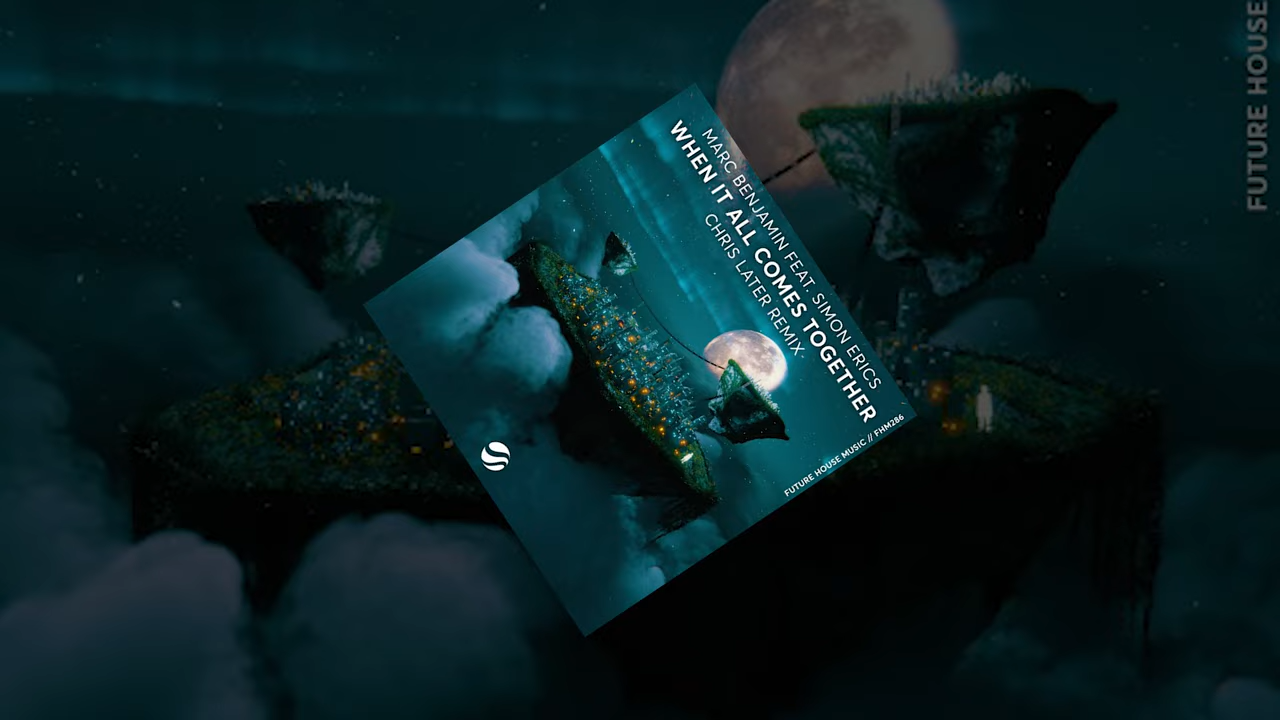 MARC BENJAMIN FEAT. SIMON ERICS
WHEN IT ALL COMES TOGETHER
CHRIS LATER REMIX
FUTURE HOUSE MUSIC // FHM286
FUTURE HOUSE